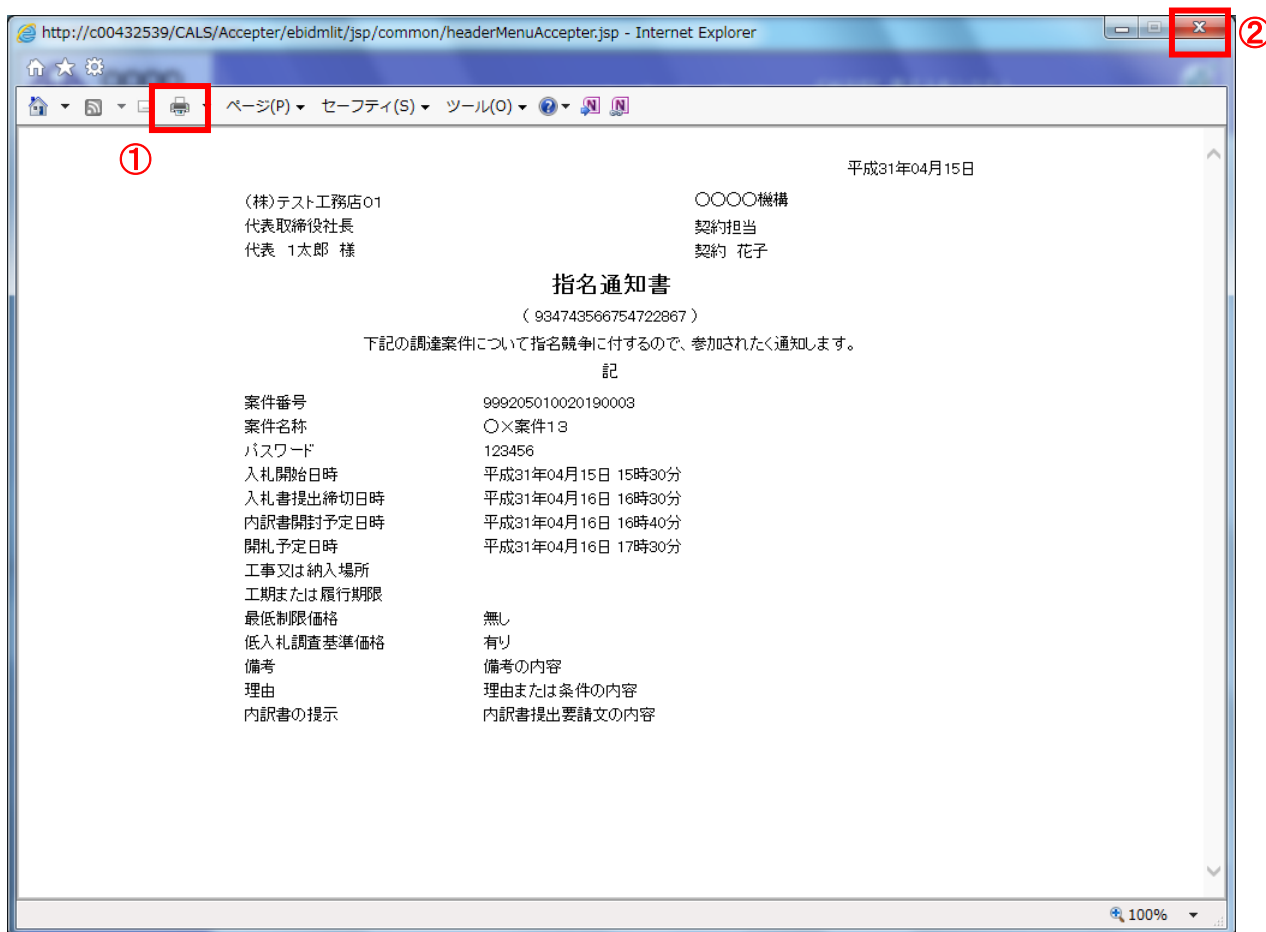 http://c00432539/CALS/Accepter/ebidmlit/jsp/common/headerMenuAccepter.jsp - Internet Explorer
②
ページ(P) セーフティ(S) ツール(O)
①
平成31年04月15日
(株)テスト工務店01 〇〇〇〇機構
代表取締役社長 契約担当
代表 1太郎 様 契約 花子
指名通知書
( 934743566754722867 )
下記の調達案件について指名競争に付するので、参加されたく通知します。
記
案件番号 999205010020190003
案件名称 〇×案件13
パスワード 123456
入札開始日時 平成31年04月15日 15時30分
入札書提出締切日時 平成31年04月16日 16時30分
内訳書開封予定日時 平成31年04月16日 16時40分
開札予定日時 平成31年04月16日 17時30分
工事又は納入場所
工期または履行期限
最低制限価格 無し
低入札調査基準価格 有り
備考 備考の内容
理由 理由または条件の内容
内訳書の提示 内訳書提出要請文の内容
100%